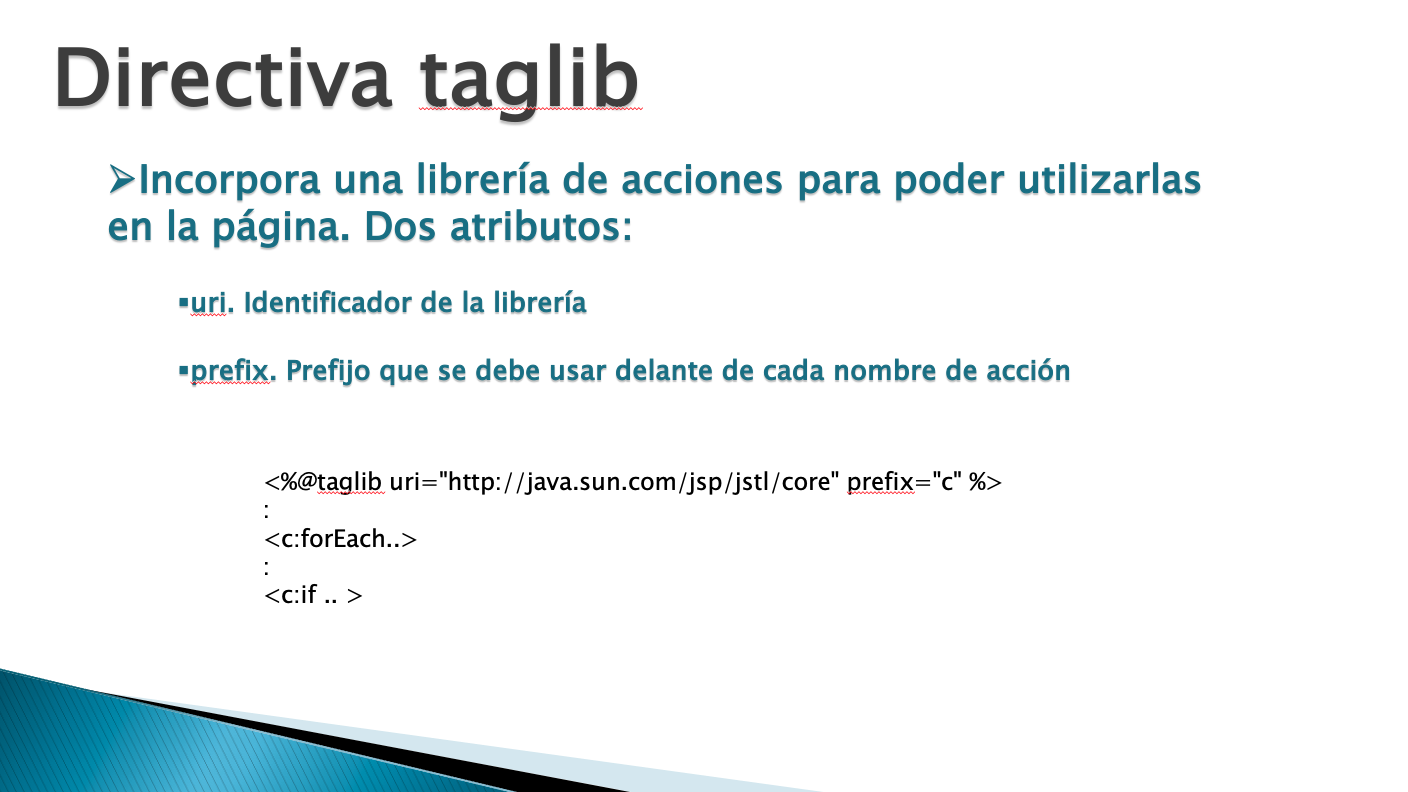 Directiva taglib
➢Incorpora una librería de acciones para poder utilizarlas
en la página. Dos atributos:
▪uri. Identificador de la librería
▪prefix. Prefijo que se debe usar delante de cada nombre de acción
<%@taglib uri="http://java.sun.com/jsp/jstl/core" prefix="c" %>
:
<c:forEach..>
:
<c:if .. >